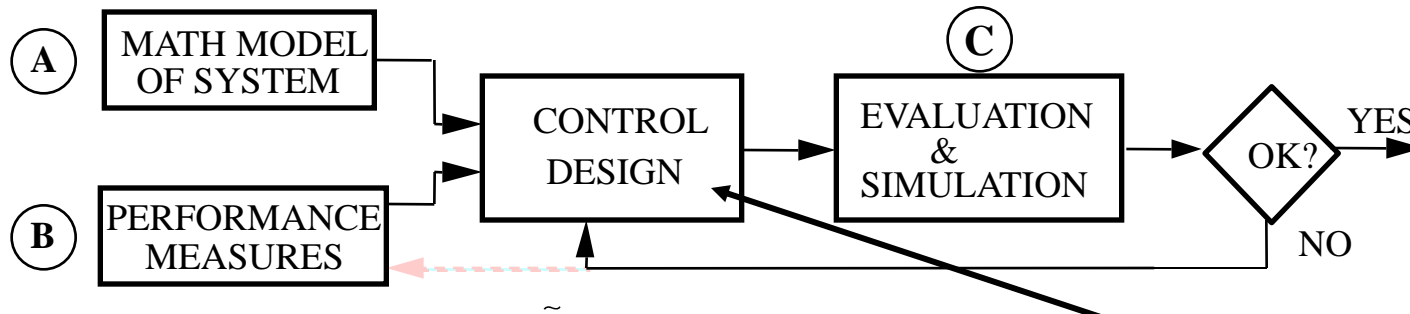 A
MATH MODEL
OF SYSTEM
B
PERFORMANCE
MEASURES
CONTROL
DESIGN
C
EVALUATION
&
SIMULATION
OK?
YES
NO
~